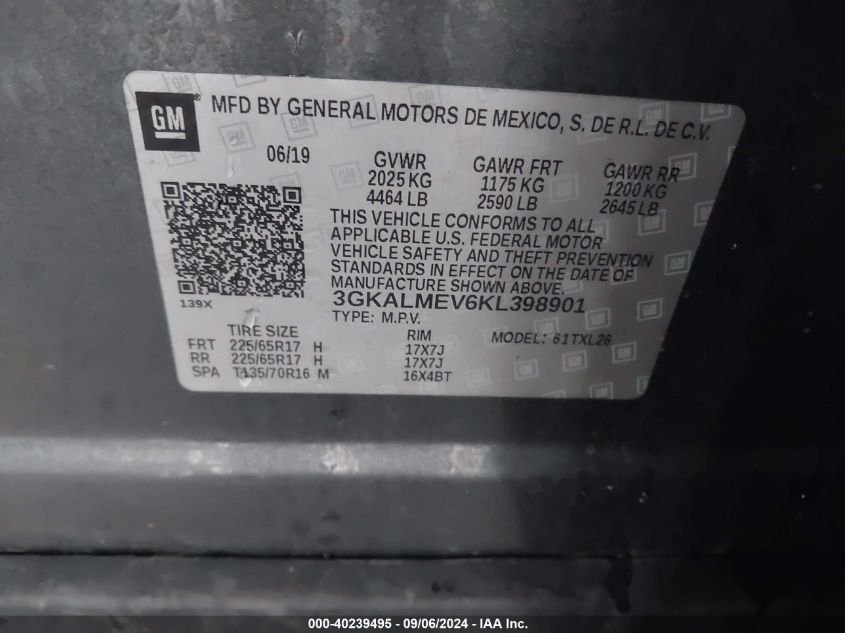 GM
MFD BY GENERAL MOTORS DE MEXICO, S. DE R.L. DE C.V.
06/19
GVWR GAWR FRT GAWR RR
2025 KG 1175 KG 1200 KG
4464 LB 2590 LB 2645 LB
THIS VEHICLE CONFORMS TO ALL
APPLICABLE U.S. FEDERAL MOTOR
VEHICLE SAFETY AND THEFT PREVENTION
STANDARDS IN EFFECT ON THE DATE OF
MANUFACTURE SHOWN ABOVE.
139X
3GKALMEV6KL398901
TYPE: M.P.V. MODEL: 61TXL26
TIRE SIZE RIM
FRT 225/65R17 H 17X7J
RR 225/65R17 H 17X7J
SPA T135/70R16 M 16X4BT
000-40239495 - 09/06/2024 - IAA Inc.